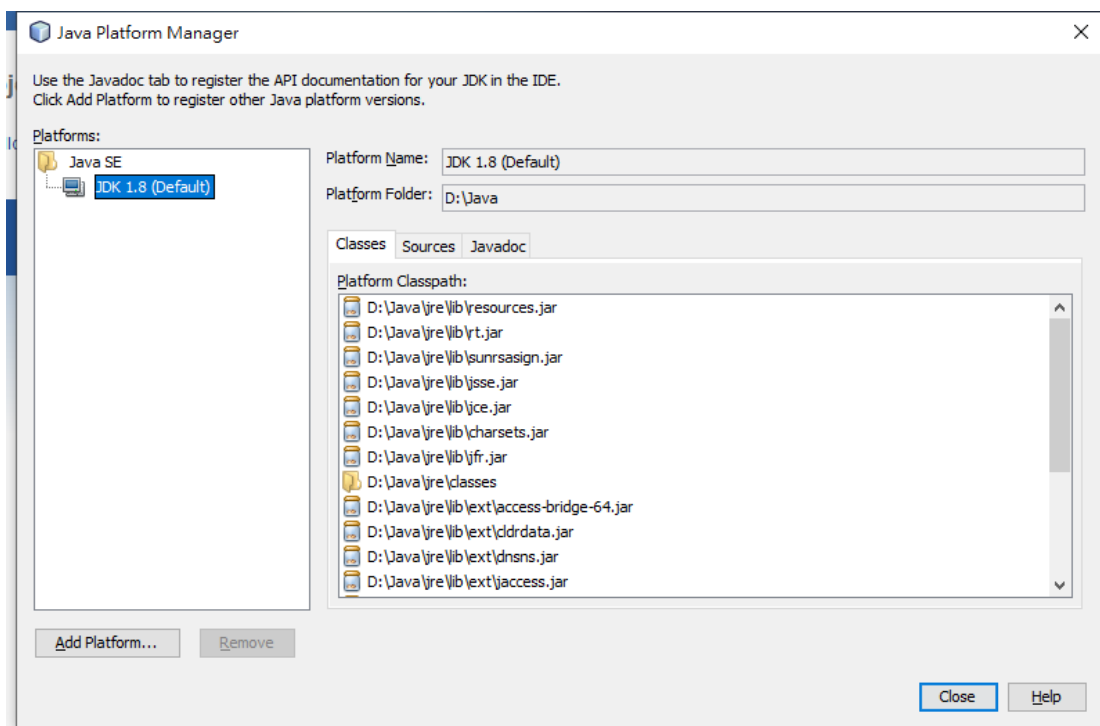 Java Platform Manager
Use the Javadoc tab to register the API documentation for your JDK in the IDE.
Click Add Platform to register other Java platform versions.
Platforms:
Java SE
JDK 1.8 (Default)
Platform Name: JDK 1.8 (Default)
Platform Folder: D:\Java
Classes Sources Javadoc
Platform Classpath:
D:\Java\jre\lib\resources.jar
D:\Java\jre\lib\rt.jar
D:\Java\jre\lib\sunrsasign.jar
D:\Java\jre\lib\jsse.jar
D:\Java\jre\lib\jce.jar
D:\Java\jre\lib\charsets.jar
D:\Java\jre\lib\jfr.jar
D:\Java\jre\classes
D:\Java\jre\lib\ext\access-bridge-64.jar
D:\Java\jre\lib\ext\cldrdata.jar
D:\Java\jre\lib\ext\dnsns.jar
D:\Java\jre\lib\ext\jaccess.jar
Add Platform... Remove
Close Help